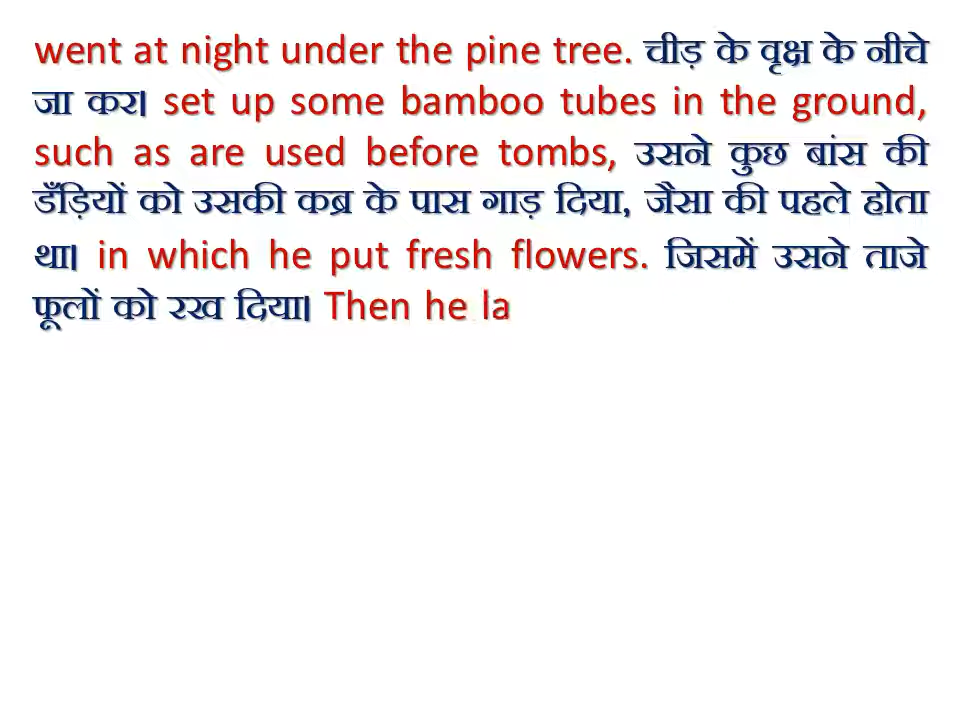 went at night under the pine tree. चीड़ के वृक्ष के नीचे
जा कर। set up some bamboo tubes in the ground,
such as are used before tombs, उसने कुछ बांस की
डँड़ियों को उसकी कब्र के पास गाड़ दिया, जैसा की पहले होता
था। in which he put fresh flowers. जिसमें उसने ताजे
फूलों को रख दिया। Then he la